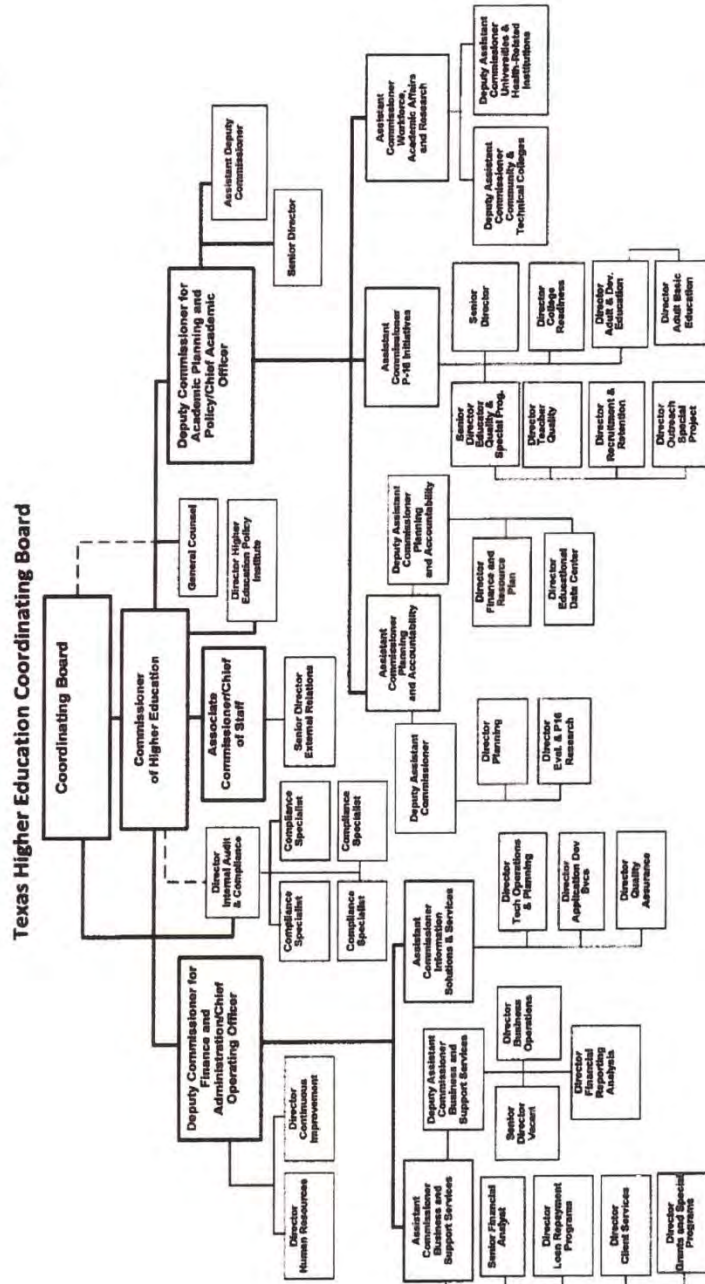 Texas Higher Education Coordinating Board
Coordinating Board
Commissioner
of Higher Education
General Counsel
Director Higher
Education Policy
Institute
Associate
Commissioner/Chief
of Staff
Senior Director
External Relations
Director
Internal Audit
& Compliance
Compliance
Specialist
Compliance
Specialist
Compliance
Specialist
Compliance
Specialist
Deputy Commissioner for
Finance and
Administration/Chief
Operating Officer
Director
Human Resources
Director
Continuous
Improvement
Assistant
Commissioner
Business and
Support Services
Senior Financial
Analyst
Director
Loan Repayment
Programs
Director
Client Services
Director
Grants and Special
Programs
Deputy Assistant
Commissioner
Business and
Support Services
Senior
Director
Vacant
Director
Business
Operations
Director
Financial
Reporting
Analysis
Assistant
Commissioner
Information
Solutions & Services
Director
Tech Operations
& Planning
Director
Application Dev
Svcs
Director
Quality
Assurance
Deputy Commissioner for
Academic Planning and
Policy/Chief Academic
Officer
Assistant Deputy
Commissioner
Senior Director
Assistant
Commissioner
Planning
and Accountability
Deputy Assistant
Commissioner
Director
Planning
Director
Eval. & P16
Research
Deputy Assistant
Commissioner
Planning
and Accountability
Director
Finance and
Resource
Plan
Director
Educational
Data Center
Assistant
Commissioner
P-16 Initiatives
Senior
Director
Educator
Quality &
Special Prog.
Director
Teacher
Quality
Director
Recruitment &
Retention
Director
Outreach
Special
Project
Senior
Director
Director
College
Readiness
Director
Adult & Dev.
Education
Director
Adult Basic
Education
Assistant
Commissioner
Workforce,
Academic Affairs
and Research
Deputy Assistant
Commissioner
Community &
Technical Colleges
Deputy Assistant
Commissioner
Universities &
Health-Related
Institutions